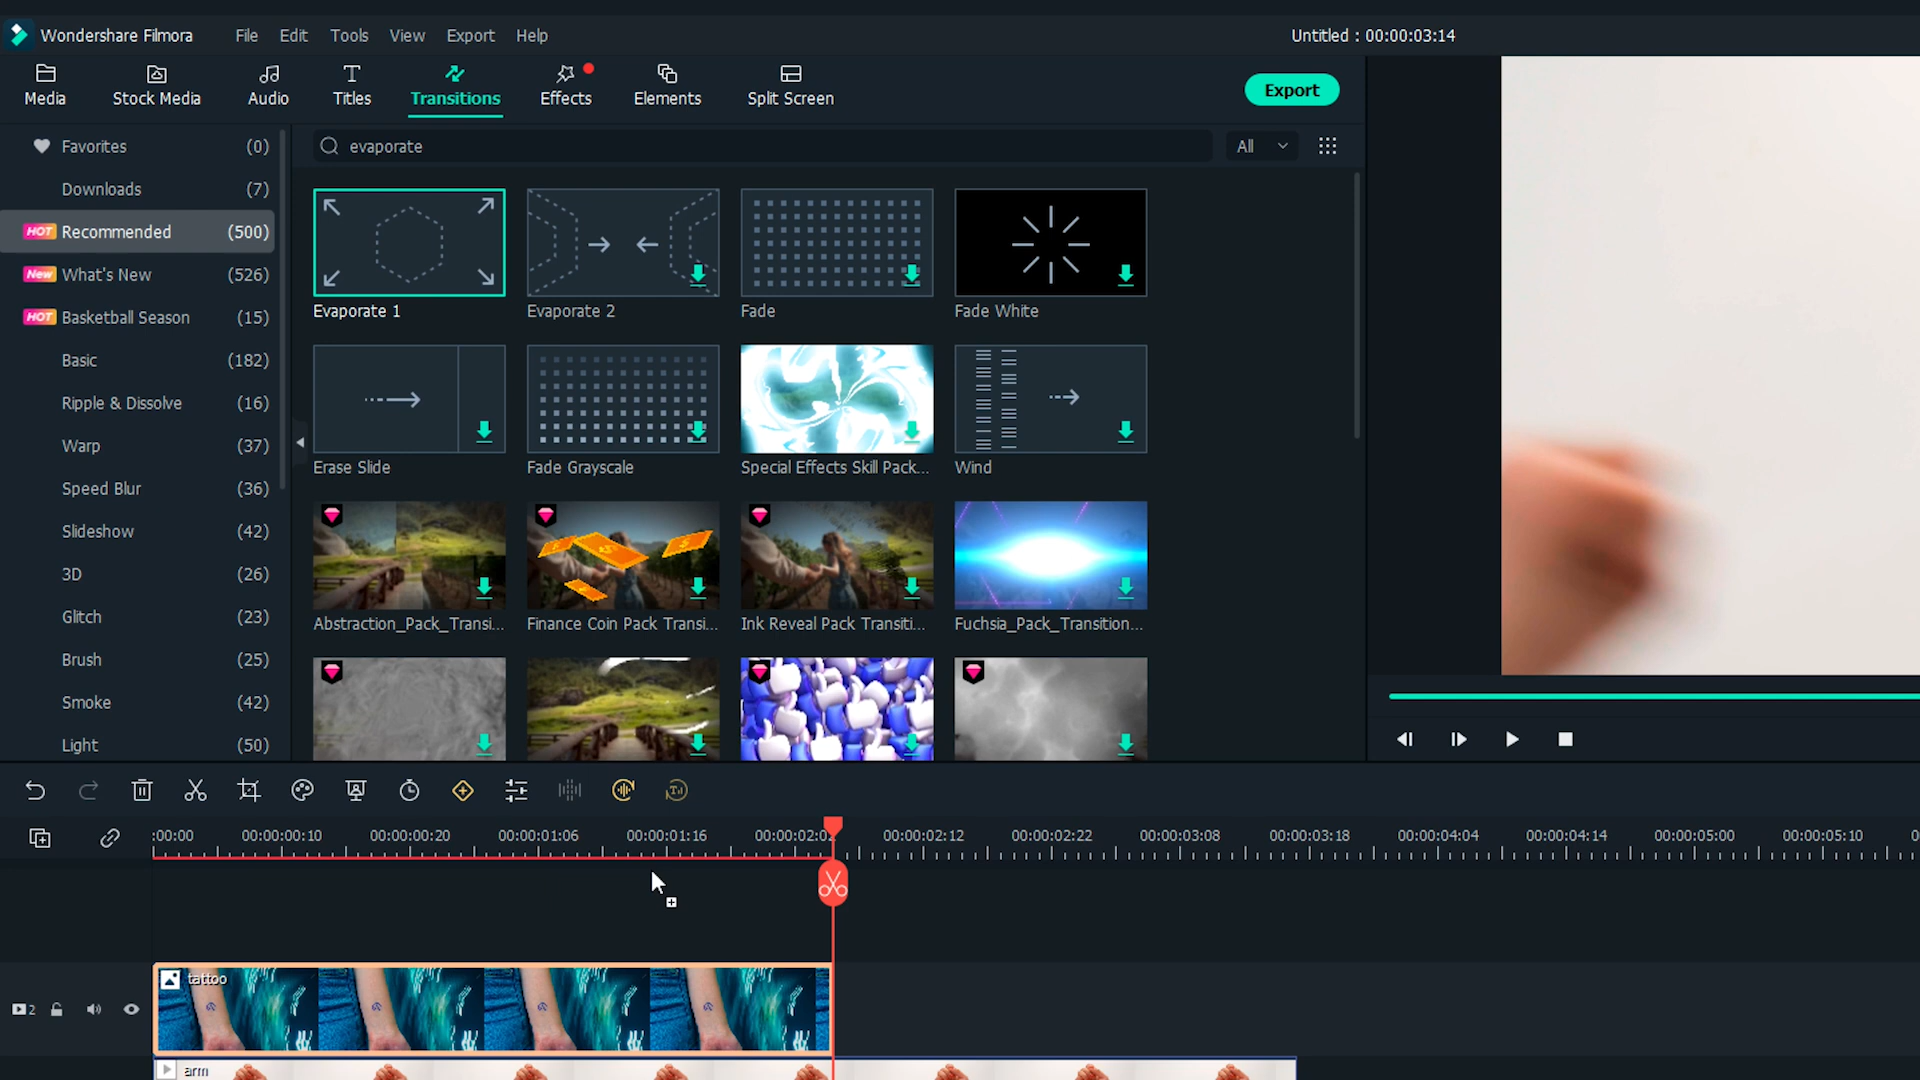 Wondershare Filmora File Edit Tools View Export Help Untitled : 00:00:03:14
Media Stock Media Audio Titles Transitions Effects Elements Split Screen Export
Favorites (0)
Downloads (7)
HOT Recommended (500)
New What's New (526)
HOT Basketball Season (15)
Basic (182)
Ripple & Dissolve (16)
Warp (37)
Speed Blur (36)
Slideshow (42)
3D (26)
Glitch (23)
Brush (25)
Smoke (42)
Light (50)
evaporate All
Evaporate 1 Evaporate 2 Fade Fade White
Erase Slide Fade Grayscale Special Effects Skill Pack... Wind
Abstraction_Pack_Transi... Finance Coin Pack Transi... Ink Reveal Pack Transiti... Fuchsia_Pack_Transition...
:00:00 00:00:00:10 00:00:00:20 00:00:01:06 00:00:01:16 00:00:02:02 00:00:02:12 00:00:02:22 00:00:03:08 00:00:03:18 00:00:04:04 00:00:04:14 00:00:05:00 00:00:05:10
tattoo
2
arm